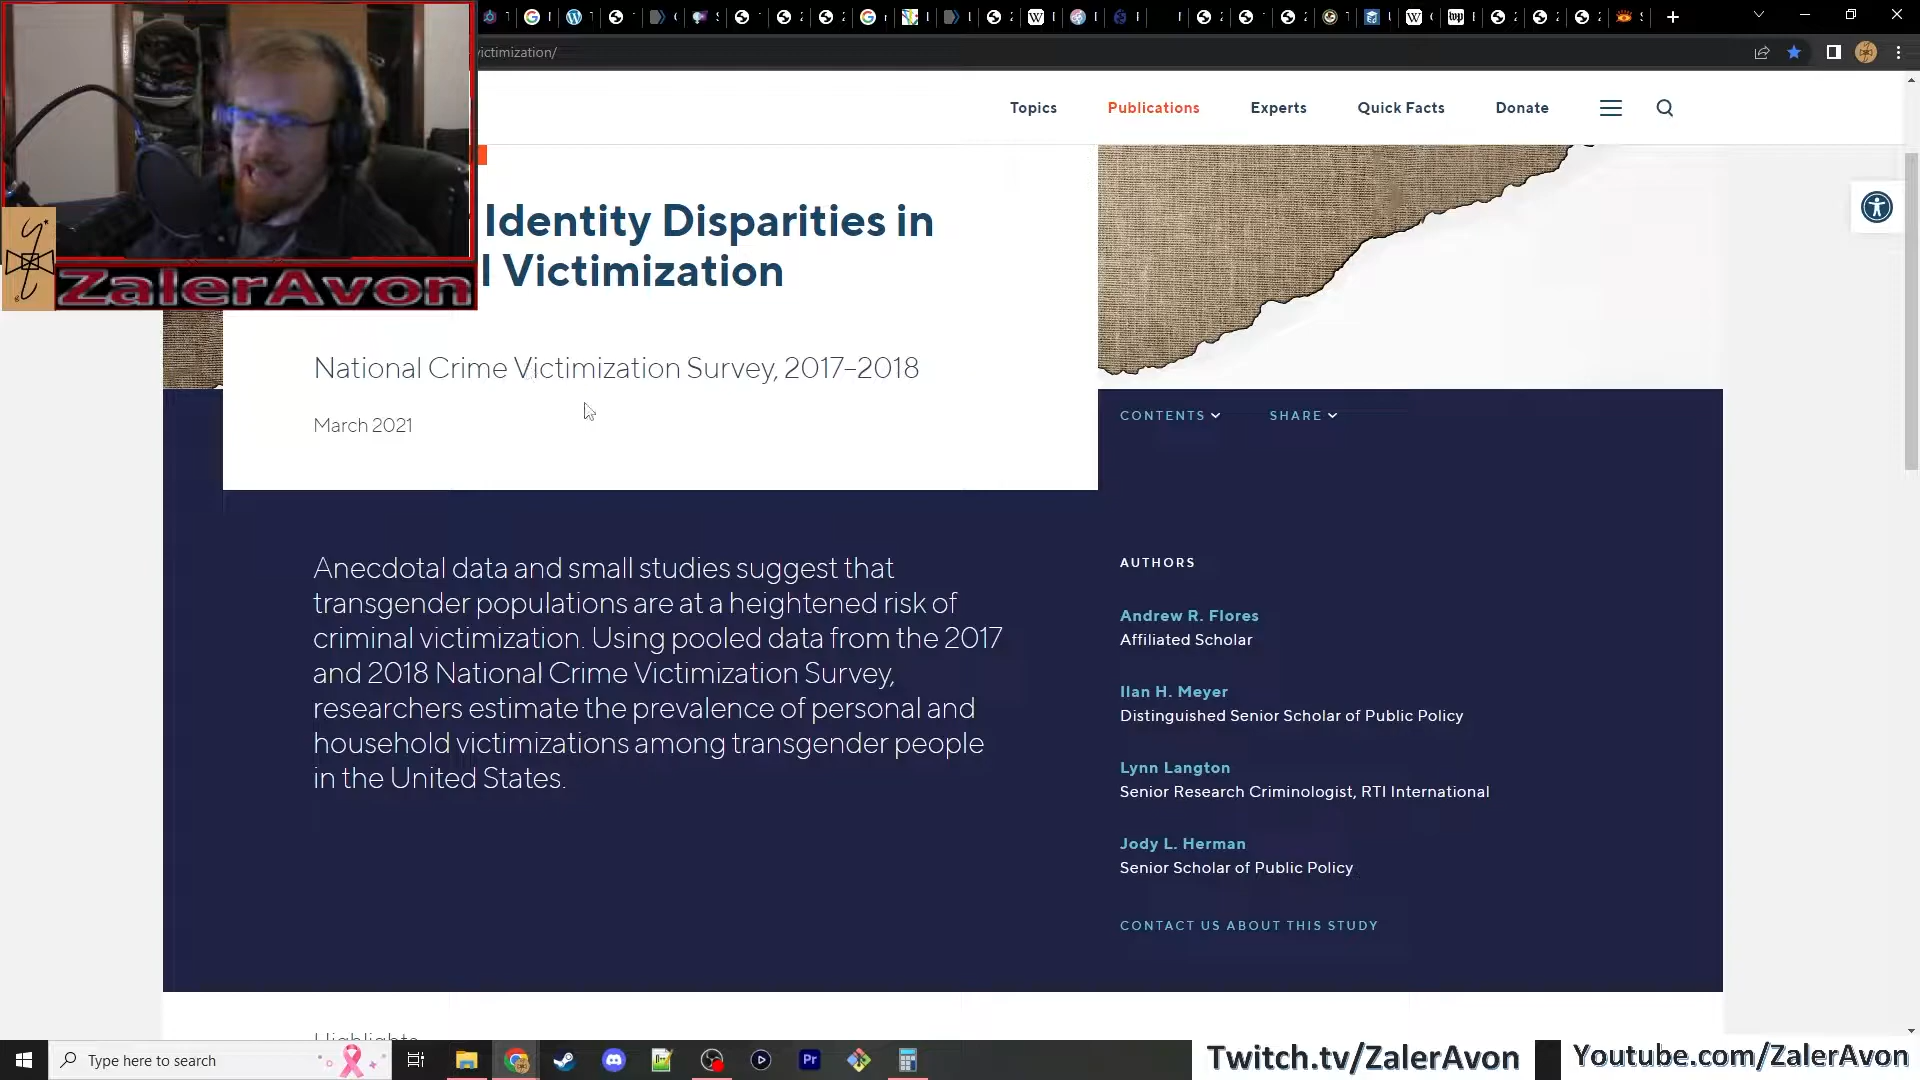 victimization/
Topics
Publications
Experts
Quick Facts
Donate
Identity Disparities in
l Victimization
ZalerAvon
National Crime Victimization Survey, 2017–2018
March 2021
CONTENTS
SHARE
Anecdotal data and small studies suggest that
transgender populations are at a heightened risk of
criminal victimization. Using pooled data from the 2017
and 2018 National Crime Victimization Survey,
researchers estimate the prevalence of personal and
household victimizations among transgender people
in the United States.
AUTHORS
Andrew R. Flores
Affiliated Scholar
Ilan H. Meyer
Distinguished Senior Scholar of Public Policy
Lynn Langton
Senior Research Criminologist, RTI International
Jody L. Herman
Senior Scholar of Public Policy
CONTACT US ABOUT THIS STUDY
Highlights
Type here to search
Twitch.tv/ZalerAvon
Youtube.com/ZalerAvon